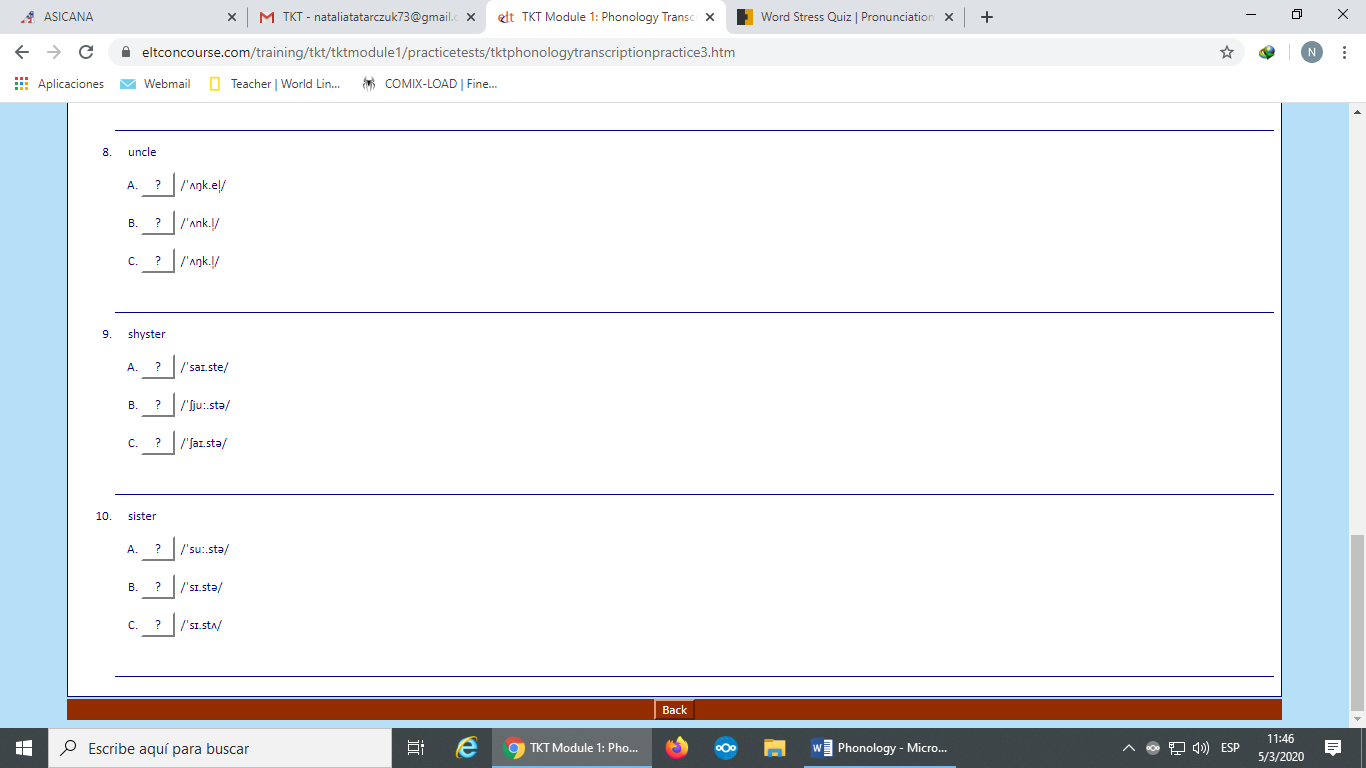 ASICANA
TKT - nataliatatarczuk73@gmail.c
elt TKT Module 1: Phonology Transc
Word Stress Quiz | Pronunciation
eltconcourse.com/training/tkt/tktmodule1/practicetests/tktphonologytranscriptionpractice3.htm
N
Aplicaciones
Webmail
Teacher | World Lin...
COMIX-LOAD | Fine...
8. uncle
A. ? /ˈʌŋk.el̩/
B. ? /ˈʌnk.l̩/
C. ? /ˈʌŋk.l̩/
9. shyster
A. ? /ˈsaɪ.ste/
B. ? /ˈʃjuː.stə/
C. ? /ˈʃaɪ.stə/
10. sister
A. ? /ˈsuː.stə/
B. ? /ˈsɪ.stə/
C. ? /ˈsɪ.stʌ/
Back
Escribe aquí para buscar
TKT Module 1: Pho...
Phonology - Micro...
ESP
11:46
5/3/2020